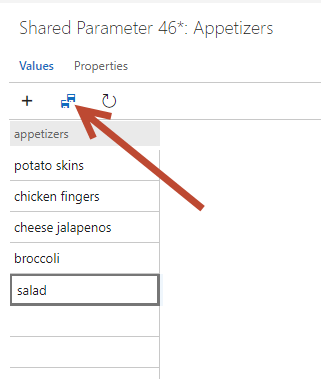 Shared Parameter 46*: Appetizers
Values Properties
appetizers
potato skins
chicken fingers
cheese jalapenos
broccoli
salad